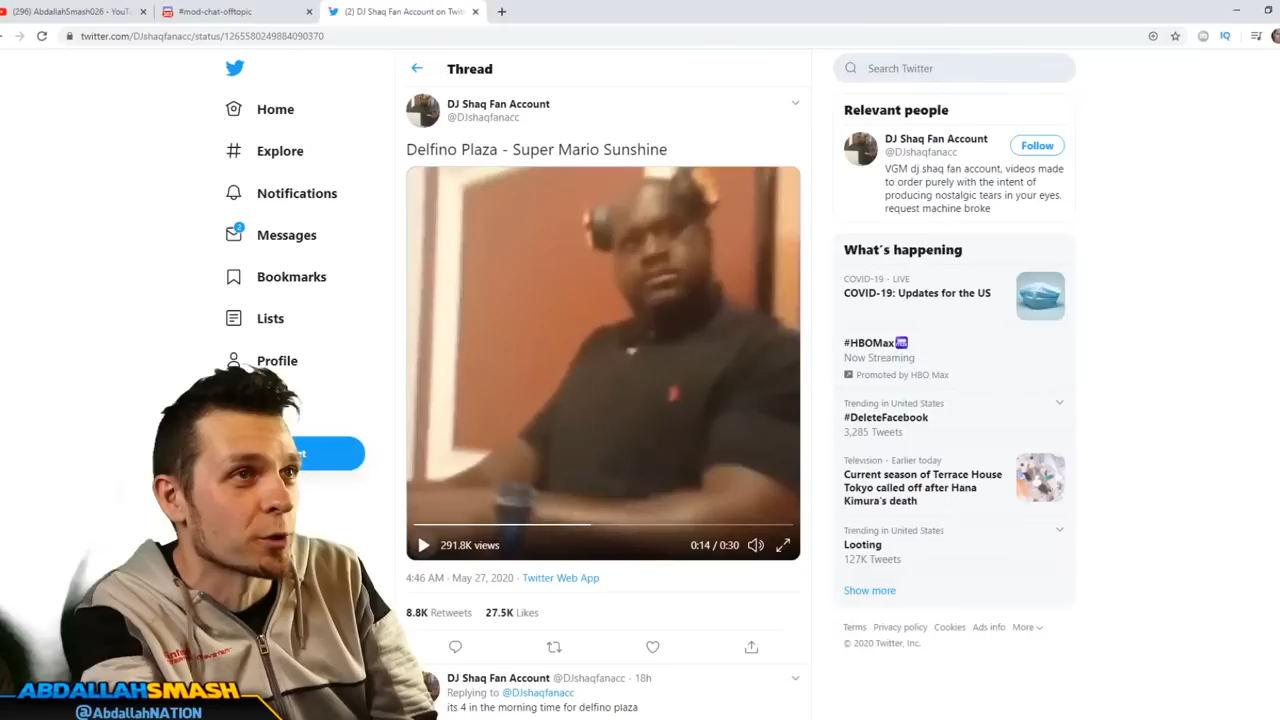 (296) AbdallahSmash026 - YouT
#mod-chat-offtopic
(2) DJ Shaq Fan Account on Twit
twitter.com/DJshaqfanacc/status/1265580249884090370
IQ
Thread
Search Twitter
Home
Explore
Notifications
2
Messages
Bookmarks
Lists
Profile
DJ Shaq Fan Account
@DJshaqfanacc
Delfino Plaza - Super Mario Sunshine
291.8K views
0:14 / 0:30
4:46 AM · May 27, 2020 · Twitter Web App
8.8K Retweets 27.5K Likes
DJ Shaq Fan Account @DJshaqfanacc · 18h
Replying to @DJshaqfanacc
its 4 in the morning time for delfino plaza
Relevant people
DJ Shaq Fan Account
@DJshaqfanacc
Follow
VGM dj shaq fan account, videos made
to order purely with the intent of
producing nostalgic tears in your eyes.
request machine broke
What's happening
COVID-19 · LIVE
COVID-19: Updates for the US
#HBOMax
Now Streaming
Promoted by HBO Max
Trending in United States
#DeleteFacebook
3,285 Tweets
Television · Earlier today
Current season of Terrace House
Tokyo called off after Hana
Kimura's death
Trending in United States
Looting
127K Tweets
Show more
Terms Privacy policy Cookies Ads info More
© 2020 Twitter, Inc.
ABDALLAHSMASH
@AbdallahNATION